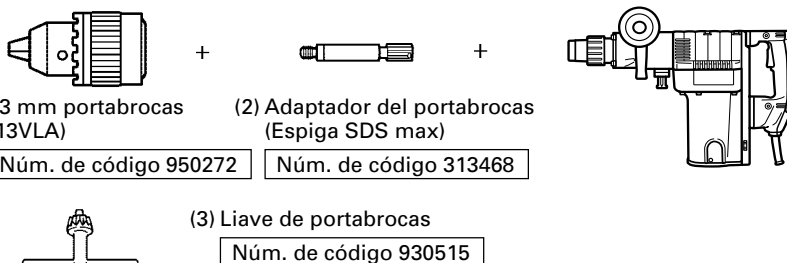 3 mm portabrocas
13VLA)
Núm. de código 950272
(2) Adaptador del portabrocas
(Espiga SDS max)
Núm. de código 313468
(3) Liave de portabrocas
Núm. de código 930515